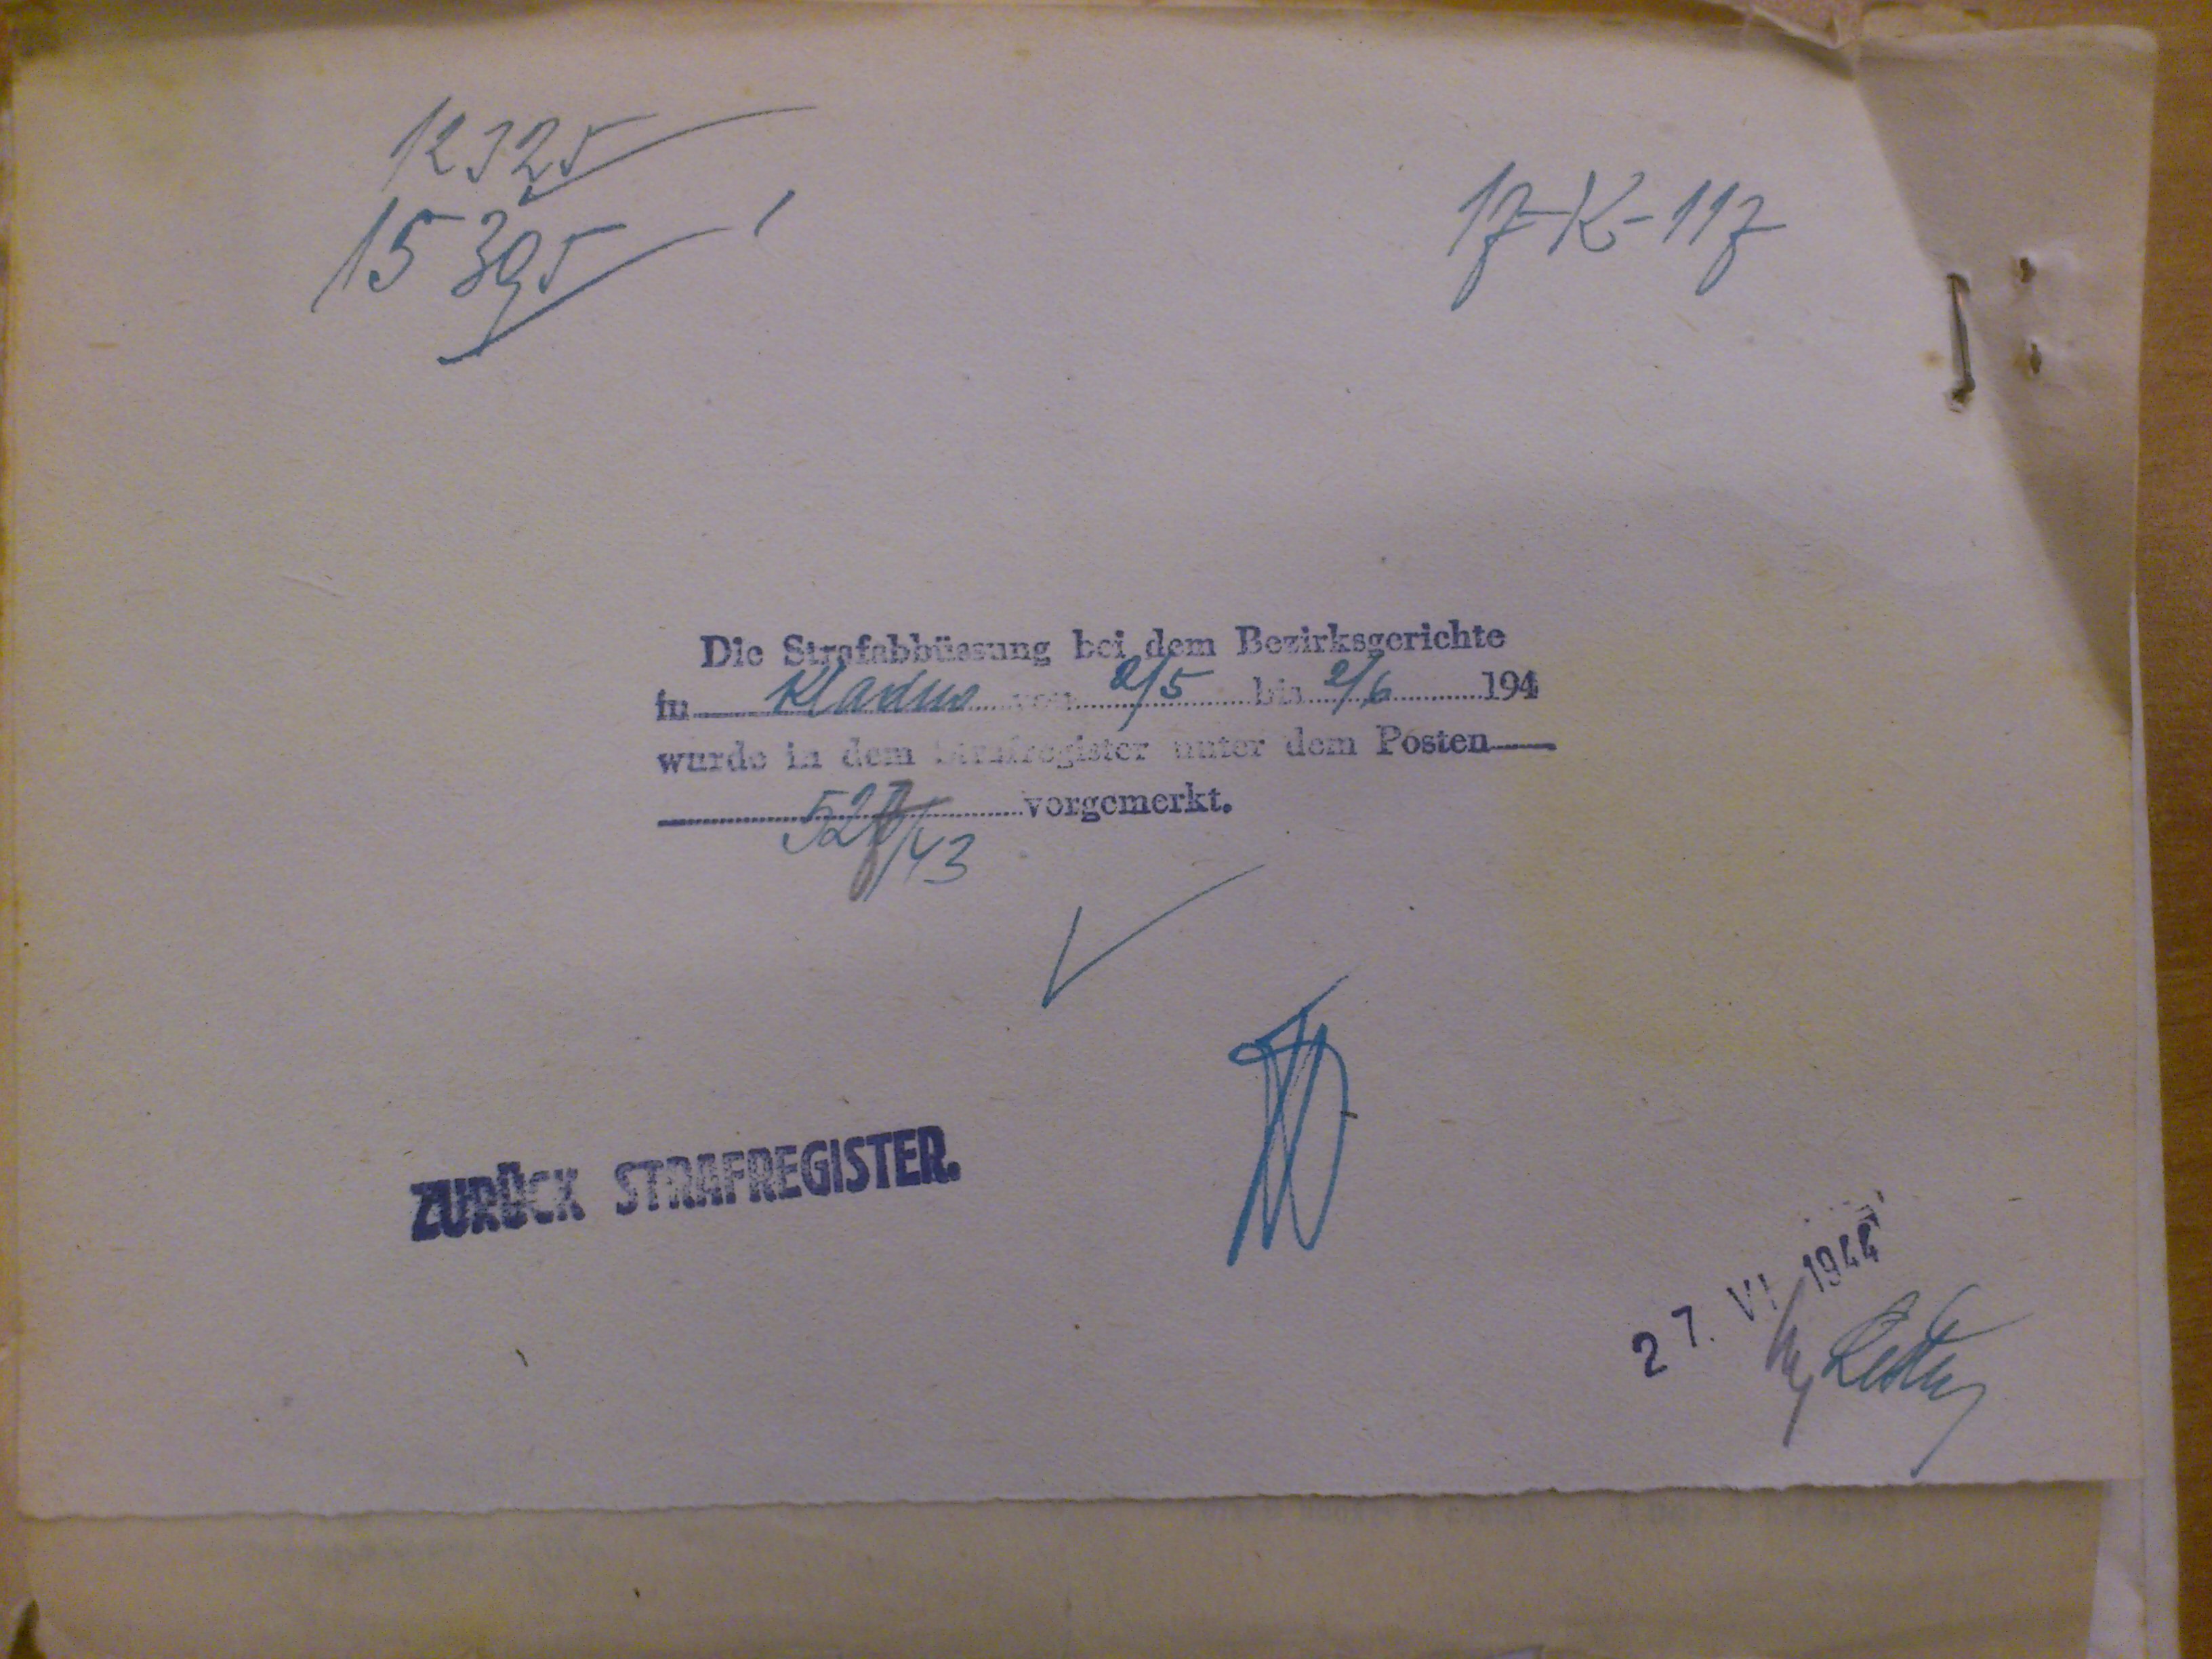 12325
15395
17-K-117
Die Strafabbüssung bei dem Bezirksgerichte
in Kladno von 2/5 bis 2/6 194
wurde in dem Strafregister unter dem Posten
527/43 vorgemerkt.
ZURÜCK STRAFREGISTER.
27. VI 1944